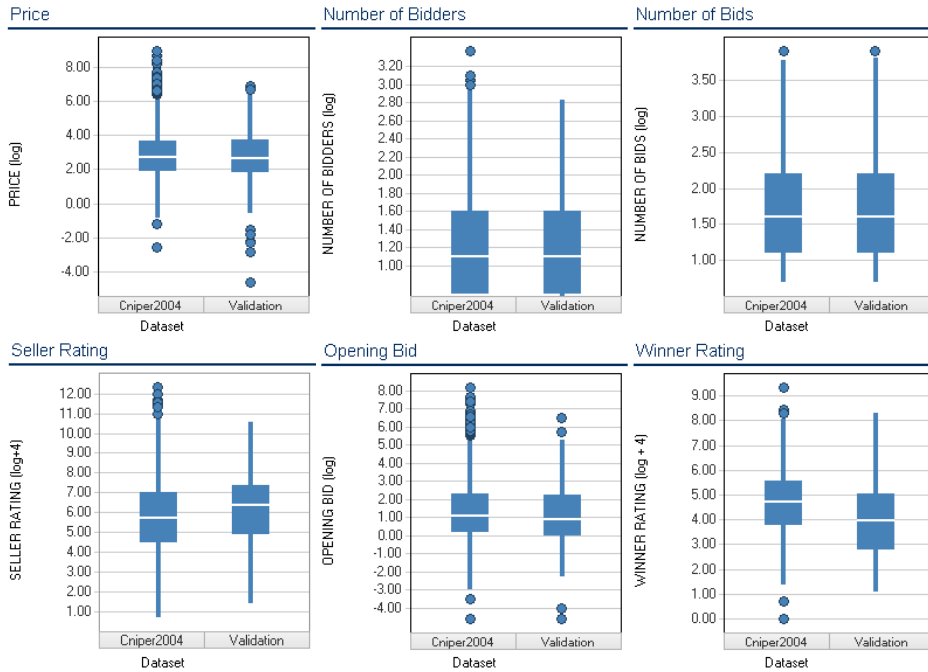 Price
8.00
6.00
4.00
2.00
0.00
-2.00
-4.00
PRICE (log)
Cniper2004 Validation
Dataset
Number of Bidders
3.20
3.00
2.80
2.60
2.40
2.20
2.00
1.80
1.60
1.40
1.20
1.00
NUMBER OF BIDDERS (log)
Cniper2004 Validation
Dataset
Number of Bids
3.50
3.00
2.50
2.00
1.50
1.00
NUMBER OF BIDS (log)
Cniper2004 Validation
Dataset
Seller Rating
12.00
11.00
10.00
9.00
8.00
7.00
6.00
5.00
4.00
3.00
2.00
1.00
SELLER RATING (log+4)
Cniper2004 Validation
Dataset
Opening Bid
8.00
7.00
6.00
5.00
4.00
3.00
2.00
1.00
0.00
-1.00
-2.00
-3.00
-4.00
OPENING BID (log)
Cniper2004 Validation
Dataset
Winner Rating
9.00
8.00
7.00
6.00
5.00
4.00
3.00
2.00
1.00
0.00
WINNER RATING (log + 4)
Cniper2004 Validation
Dataset